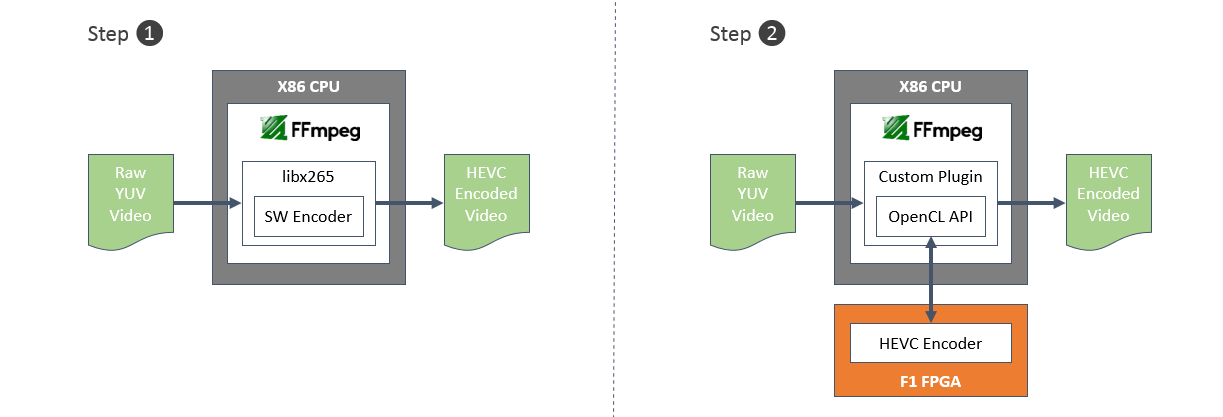 Step 1
X86 CPU
FFmpeg
Raw
YUV
Video
libx265
SW Encoder
HEVC
Encoded
Video
Step 2
X86 CPU
FFmpeg
Raw
YUV
Video
Custom Plugin
OpenCL API
HEVC
Encoded
Video
HEVC Encoder
F1 FPGA